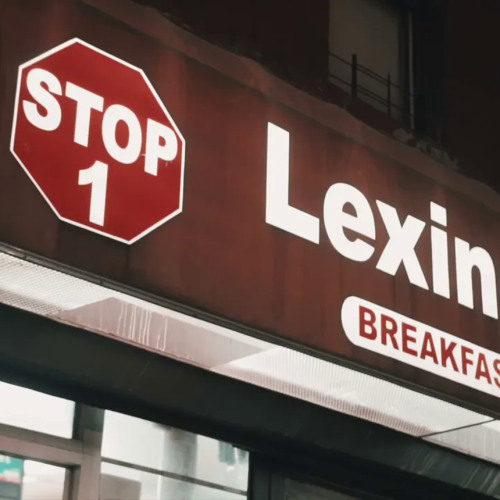 STOP
1
Lexin
BREAKFAS